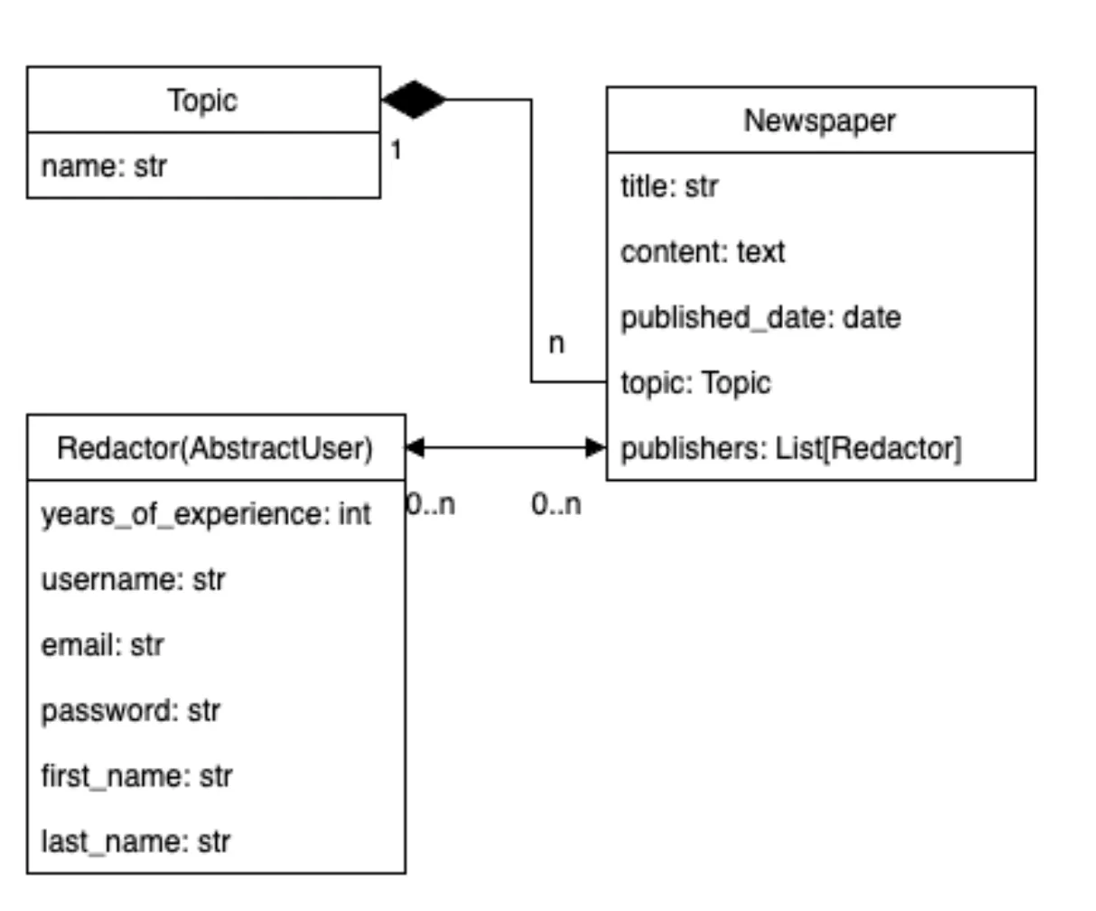 Topic
name: str
1
Newspaper
title: str
content: text
published_date: date
n
topic: Topic
publishers: List[Redactor]
Redactor(AbstractUser)
0..n
0..n
years_of_experience: int
username: str
email: str
password: str
first_name: str
last_name: str